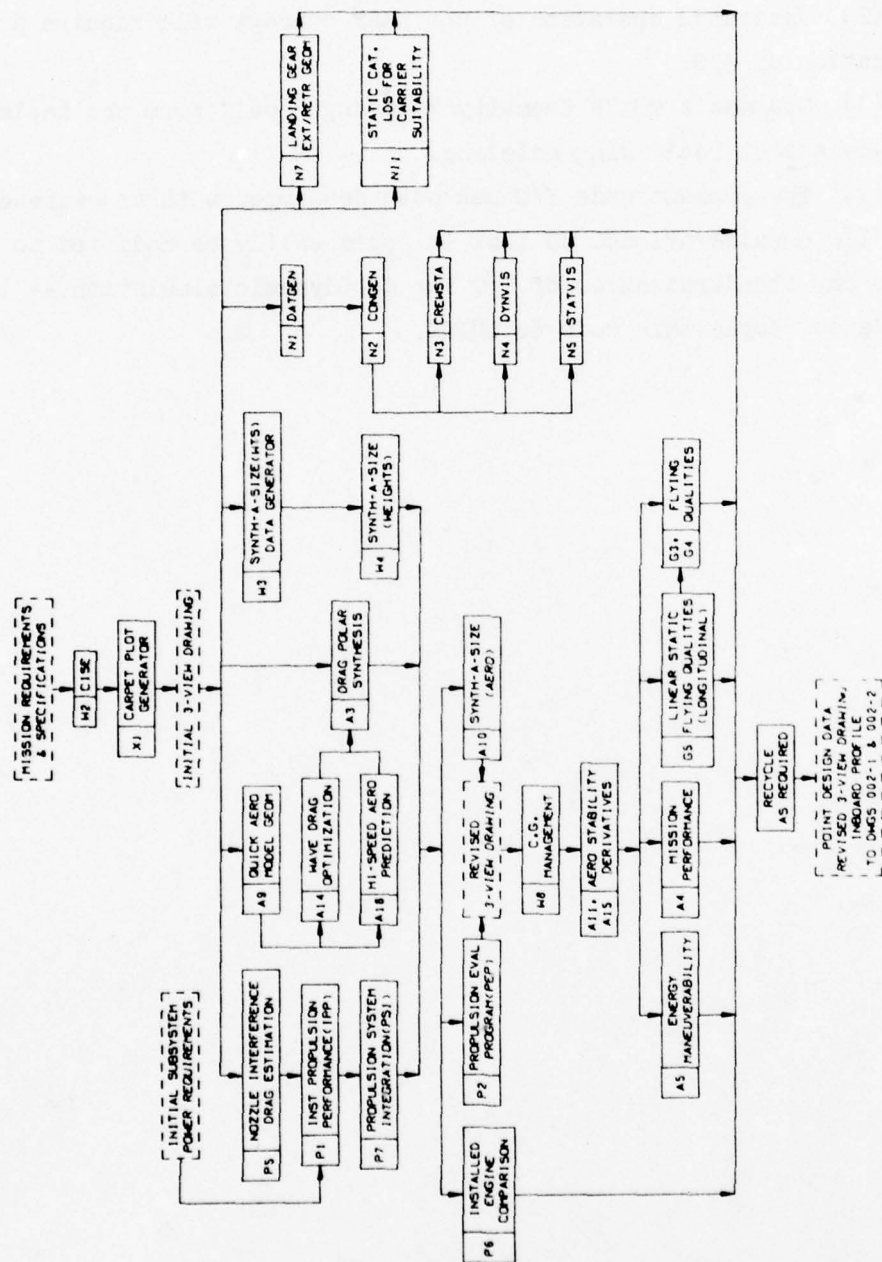 MISSION REQUIREMENTS
& SPECIFICATIONS
W2 CISE
X1 CARPET PLOT
GENERATOR
INITIAL 3-VIEW DRAWING
INITIAL SUBSYSTEM
POWER REQUIREMENTS
P5 NOZZLE INTERFERENCE
DRAG ESTIMATION
P1 INST PROPULSION
PERFORMANCE(IPP)
P7 PROPULSION SYSTEM
INTEGRATION(PSI)
A9 QUICK AERO
MODEL GEOM
A14 WAVE DRAG
OPTIMIZATION
A18 HI-SPEED AERO
PREDICTION
A3 DRAG POLAR
SYNTHESIS
W3 SYNTH-A-SIZE(WTS)
DATA GENERATOR
W4 SYNTH-A-SIZE
(WEIGHTS)
N1 DATGEN
N2 CONGEN
N3 CREWSTA
N4 DYNVIS
N5 STATVIS
N7 LANDING GEAR
EXT/RETR GEOM
N11 STATIC CAT.
LDS FOR
CARRIER
SUITABILITY
P6 INSTALLED
ENGINE
COMPARISON
P2 PROPULSION EVAL
PROGRAM(PEP)
REVISED
3-VIEW DRAWING
A10 SYNTH-A-SIZE
(AERO)
W8 C.G.
MANAGEMENT
A11, A15 AERO STABILITY
DERIVATIVES
A5 ENERGY
MANEUVERABILITY
A4 MISSION
PERFORMANCE
G5 LINEAR STATIC
FLYING QUALITIES
(LONGITUDINAL)
G3, G4 FLYING
QUALITIES
RECYCLE
AS REQUIRED
POINT DESIGN DATA
REVISED 3-VIEW DRAWING
INBOARD PROFILE
TO DWGS 002-1 & 002-2